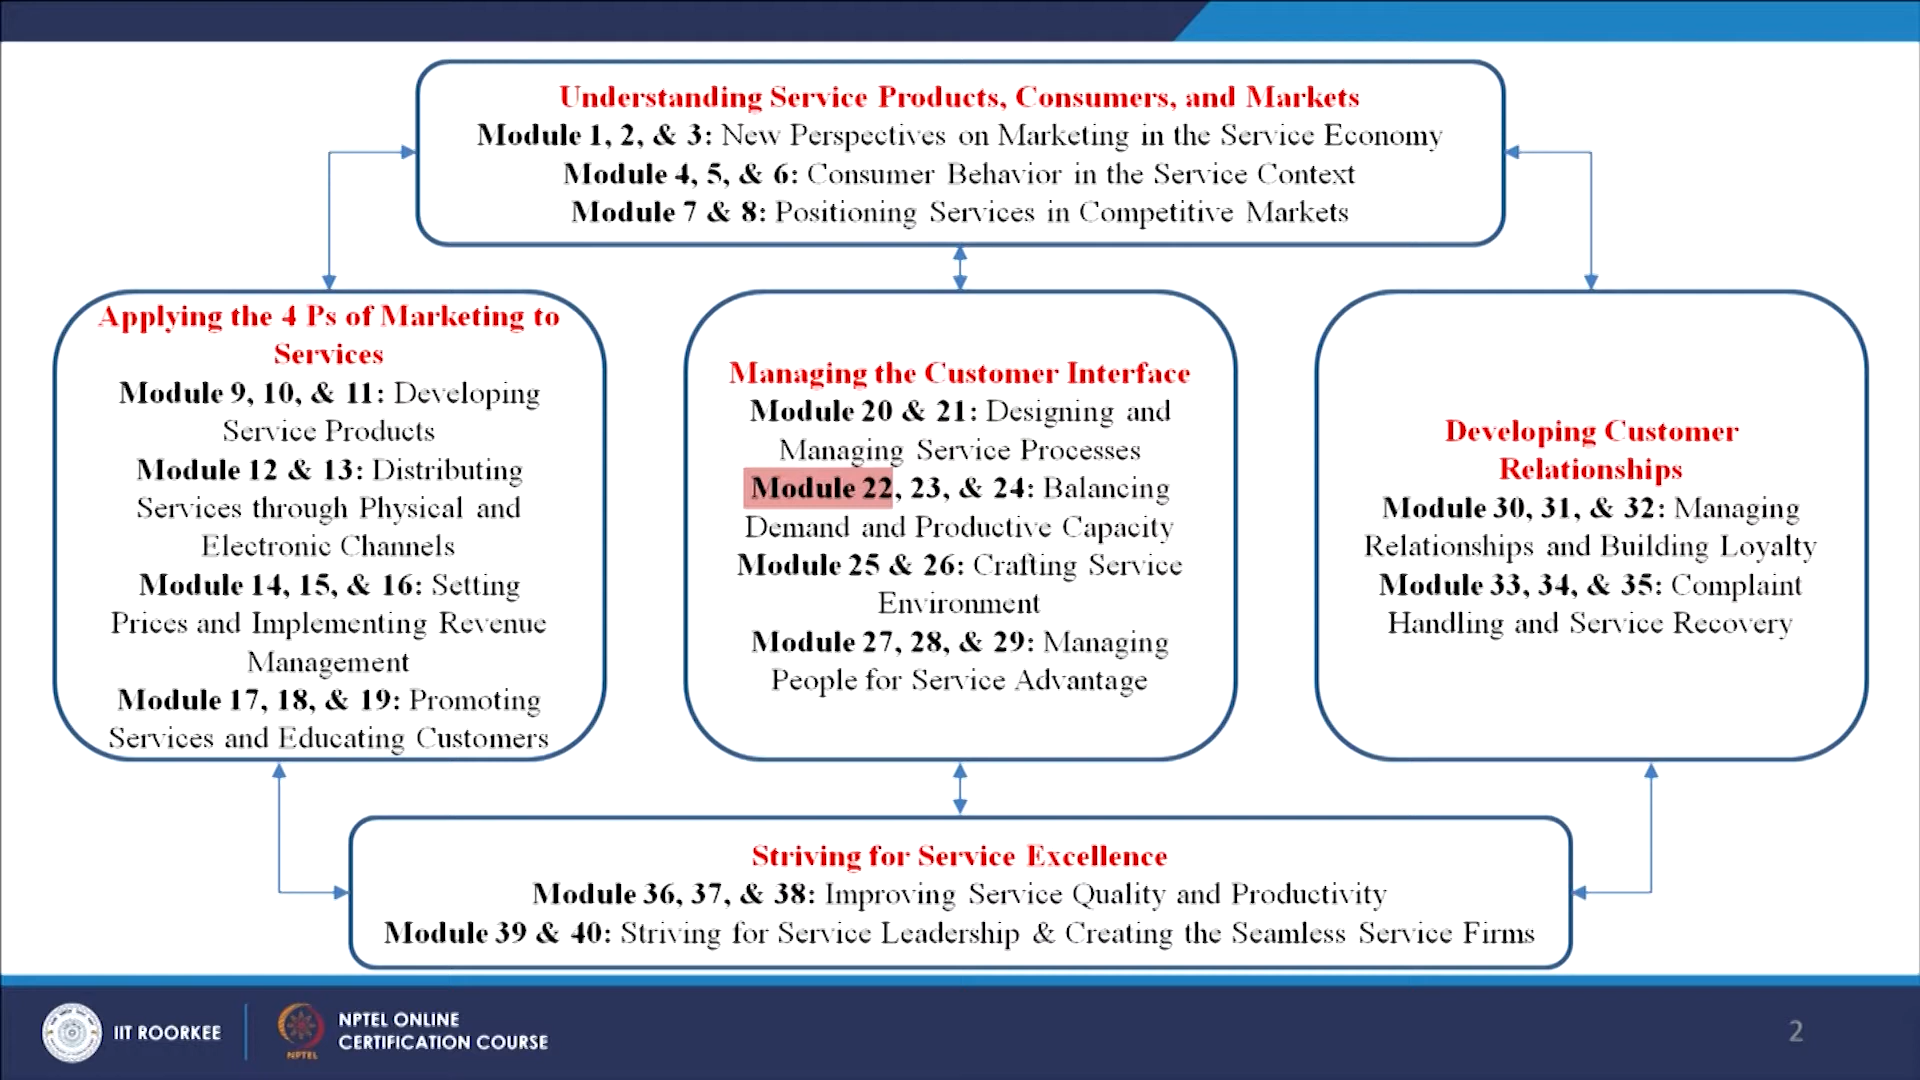 Understanding Service Products, Consumers, and Markets
Module 1, 2, & 3: New Perspectives on Marketing in the Service Economy
Module 4, 5, & 6: Consumer Behavior in the Service Context
Module 7 & 8: Positioning Services in Competitive Markets
Applying the 4 Ps of Marketing to
Services
Module 9, 10, & 11: Developing
Service Products
Module 12 & 13: Distributing
Services through Physical and
Electronic Channels
Module 14, 15, & 16: Setting
Prices and Implementing Revenue
Management
Module 17, 18, & 19: Promoting
Services and Educating Customers
Managing the Customer Interface
Module 20 & 21: Designing and
Managing Service Processes
Module 22, 23, & 24: Balancing
Demand and Productive Capacity
Module 25 & 26: Crafting Service
Environment
Module 27, 28, & 29: Managing
People for Service Advantage
Developing Customer
Relationships
Module 30, 31, & 32: Managing
Relationships and Building Loyalty
Module 33, 34, & 35: Complaint
Handling and Service Recovery
Striving for Service Excellence
Module 36, 37, & 38: Improving Service Quality and Productivity
Module 39 & 40: Striving for Service Leadership & Creating the Seamless Service Firms
IIT ROORKEE
NPTEL
NPTEL ONLINE
CERTIFICATION COURSE
2